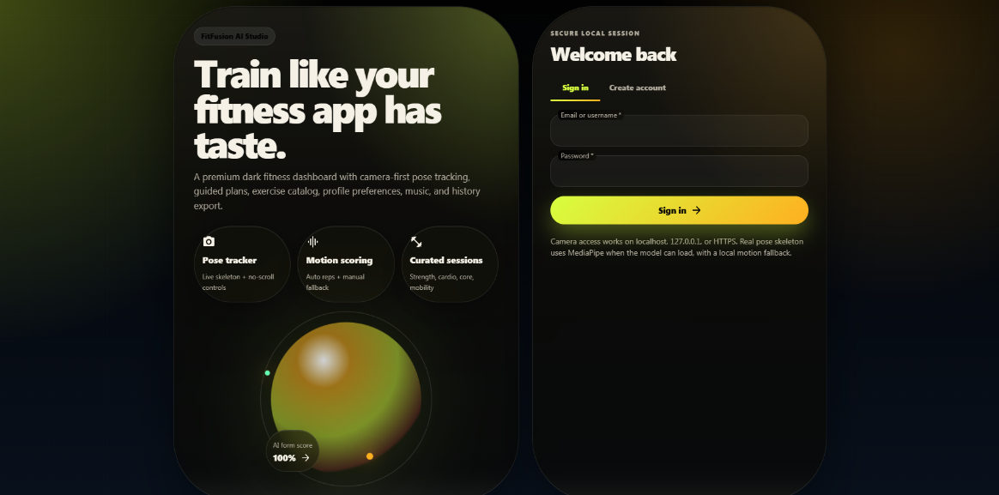 FitFusion AI Studio
Train like your
fitness app has
taste.
A premium dark fitness dashboard with camera-first pose tracking,
guided plans, exercise catalog, profile preferences, music, and history
export.
Pose tracker
Live skeleton + no-scroll
controls
Motion scoring
Auto reps + manual
fallback
Curated sessions
Strength, cardio, core,
mobility
AI form score
100%
SECURE LOCAL SESSION
Welcome back
Sign in
Create account
Email or username *
Password *
Sign in
Camera access works on localhost, 127.0.0.1, or HTTPS. Real pose skeleton
uses MediaPipe when the model can load, with a local motion fallback.